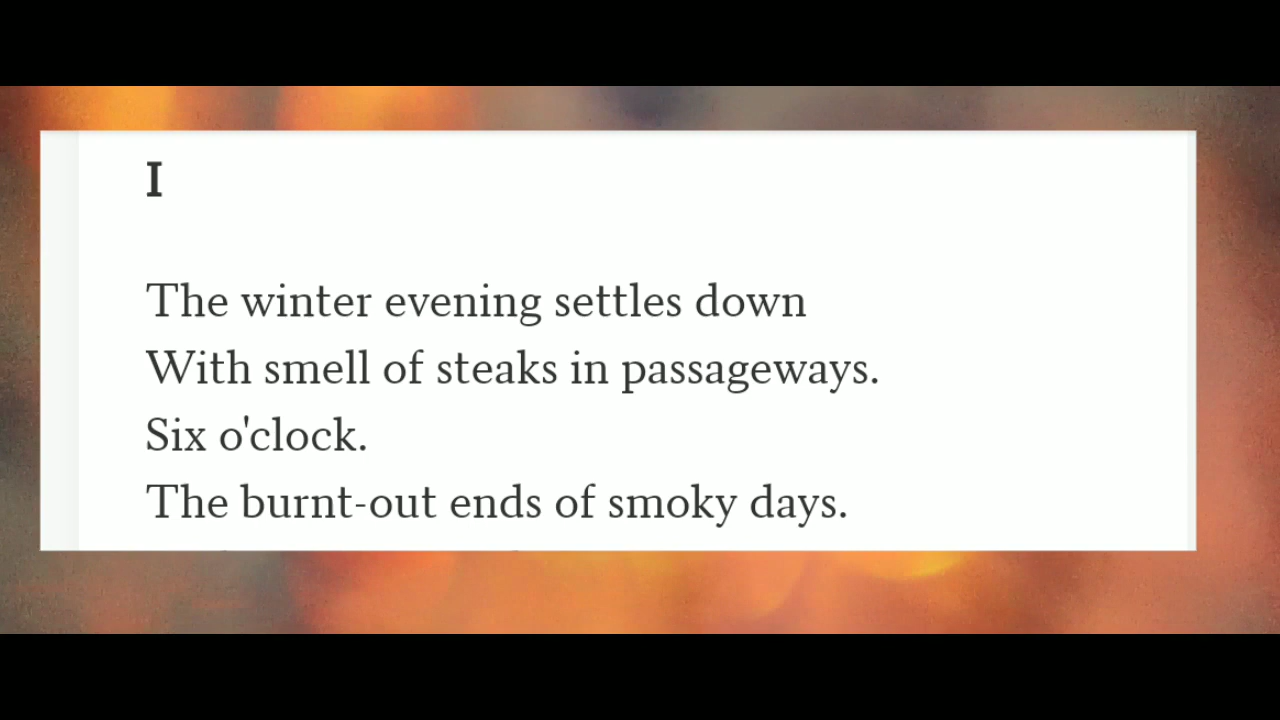 I
The winter evening settles down
With smell of steaks in passageways.
Six o'clock.
The burnt-out ends of smoky days.